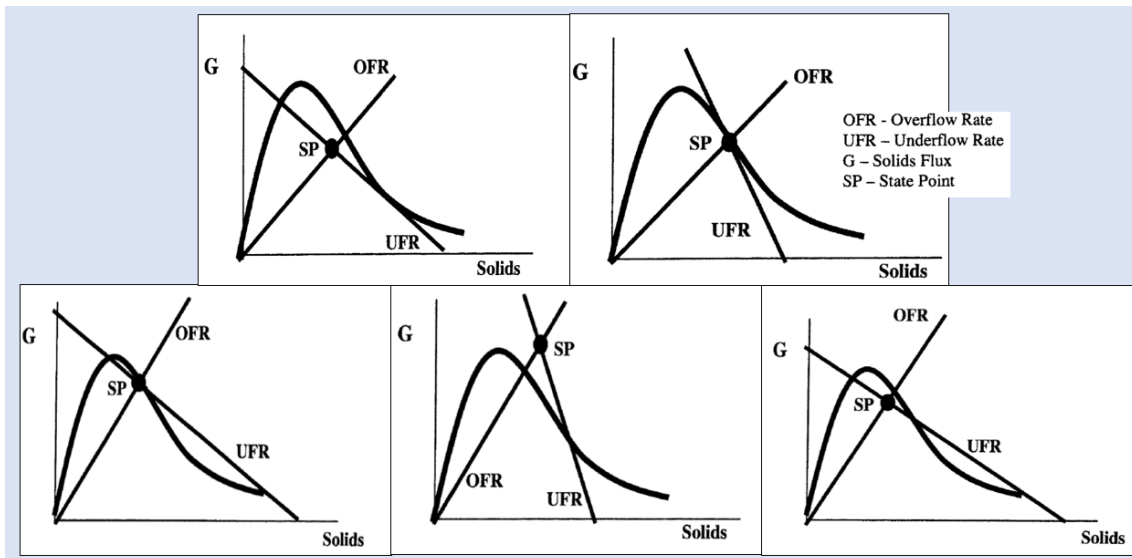 G
OFR
SP
UFR
Solids
G
OFR
SP
UFR
Solids
OFR - Overflow Rate
UFR – Underflow Rate
G – Solids Flux
SP – State Point
G
OFR
SP
UFR
Solids
G
SP
OFR
UFR
Solids
OFR
G
SP
UFR
Solids